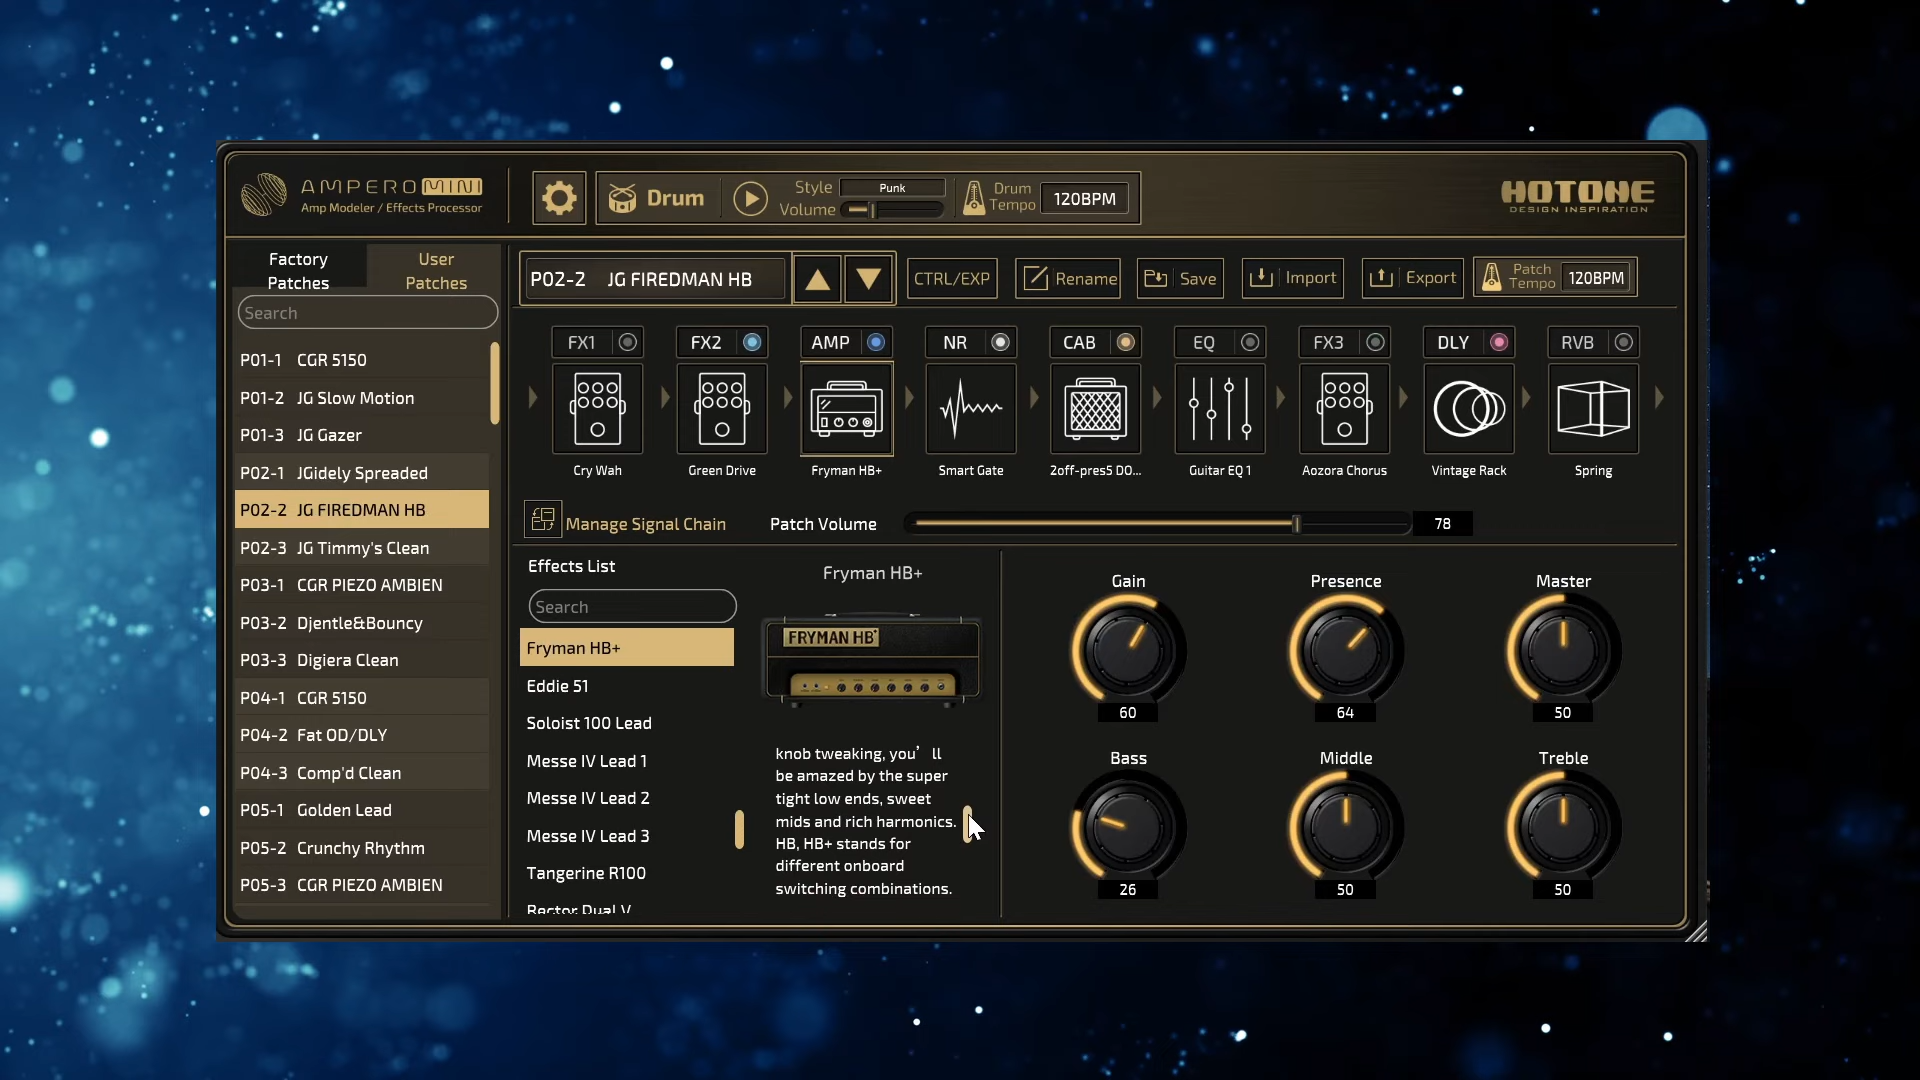 AMPERO MINI
Amp Modeler / Effects Processor
Drum
Style
Punk
Volume
Drum
Tempo
120BPM
HOTONE
DESIGN INSPIRATION
Factory
Patches
User
Patches
Search
P01-1 CGR 5150
P01-2 JG Slow Motion
P01-3 JG Gazer
P02-1 JGidely Spreaded
P02-2 JG FIREDMAN HB
P02-3 JG Timmy's Clean
P03-1 CGR PIEZO AMBIEN
P03-2 Djentle&Bouncy
P03-3 Digiera Clean
P04-1 CGR 5150
P04-2 Fat OD/DLY
P04-3 Comp'd Clean
P05-1 Golden Lead
P05-2 Crunchy Rhythm
P05-3 CGR PIEZO AMBIEN
P02-2 JG FIREDMAN HB
CTRL/EXP
Rename
Save
Import
Export
Patch
Tempo
120BPM
FX1
FX2
AMP
NR
CAB
EQ
FX3
DLY
RVB
Cry Wah
Green Drive
Fryman HB+
Smart Gate
2off-pres5 DO...
Guitar EQ 1
Aozora Chorus
Vintage Rack
Spring
Manage Signal Chain
Patch Volume
78
Effects List
Search
Fryman HB+
Eddie 51
Soloist 100 Lead
Messe IV Lead 1
Messe IV Lead 2
Messe IV Lead 3
Tangerine R100
Rector Dual V
Fryman HB+
FRYMAN HB+
knob tweaking, you’ll
be amazed by the super
tight low ends, sweet
mids and rich harmonics.
HB, HB+ stands for
different onboard
switching combinations.
Gain
60
Presence
64
Master
50
Bass
26
Middle
50
Treble
50